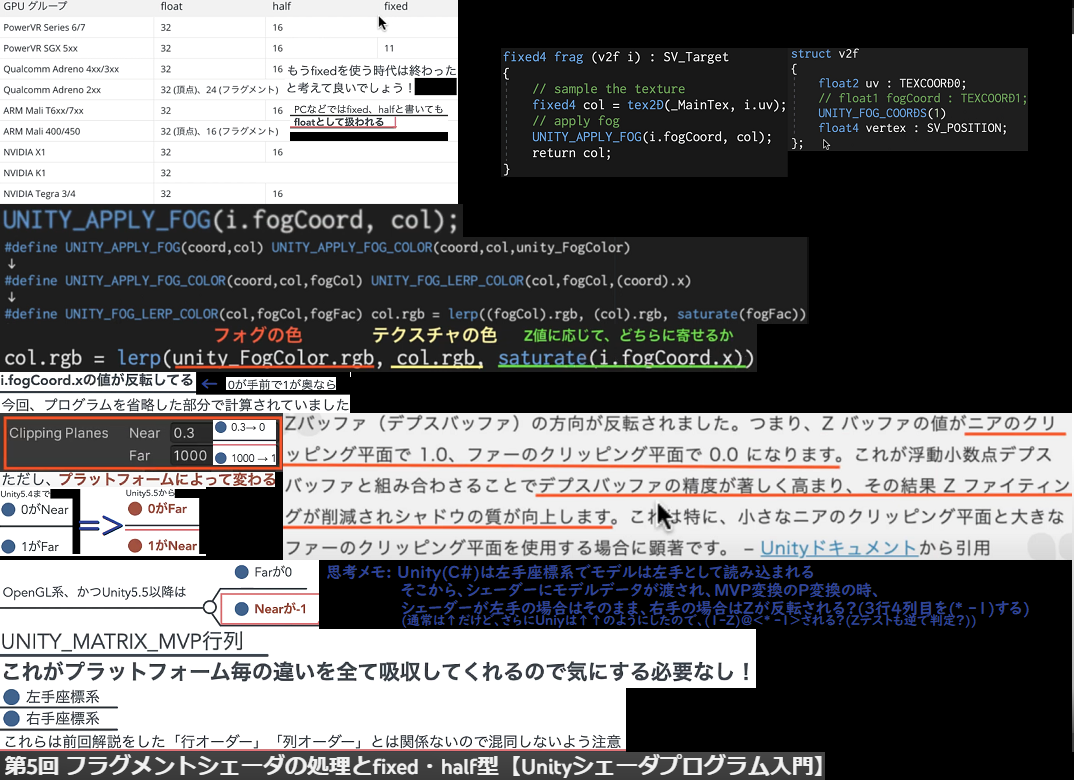 GPU グループ float half fixed
PowerVR Series 6/7 32 16
PowerVR SGX 5xx 32 16 11
Qualcomm Adreno 4xx/3xx 32 16
Qualcomm Adreno 2xx 32 (頂点)、24 (フラグメント)
ARM Mali T6xx/7xx 32 16
ARM Mali 400/450 32 (頂点)、16 (フラグメント)
NVIDIA X1 32 16
NVIDIA K1 32
NVIDIA Tegra 3/4 32 16
もうfixedを使う時代は終わった
と考えて良いでしょう！
PCなどではfixed、halfと書いても
floatとして扱われる
fixed4 frag (v2f i) : SV_Target
{
// sample the texture
fixed4 col = tex2D(_MainTex, i.uv);
// apply fog
UNITY_APPLY_FOG(i.fogCoord, col);
return col;
}
struct v2f
{
float2 uv : TEXCOORD0;
// float1 fogCoord : TEXCOORD1;
UNITY_FOG_COORDS(1)
float4 vertex : SV_POSITION;
};
UNITY_APPLY_FOG(i.fogCoord, col);
#define UNITY_APPLY_FOG(coord,col) UNITY_APPLY_FOG_COLOR(coord,col,unity_FogColor)
↓
#define UNITY_APPLY_FOG_COLOR(coord,col,fogCol) UNITY_FOG_LERP_COLOR(col,fogCol,(coord).x)
↓
#define UNITY_FOG_LERP_COLOR(col,fogCol,fogFac) col.rgb = lerp((fogCol).rgb, (col).rgb, saturate(fogFac))
フォグの色 テクスチャの色 Z値に応じて、どちらに寄せるか
col.rgb = lerp(unity_FogColor.rgb, col.rgb, saturate(i.fogCoord.x))
i.fogCoord.xの値が反転してる ← 0が手前で1が奥なら
今回、プログラムを省略した部分で計算されていました
Clipping Planes Near 0.3 0.3→ 0
Far 1000 1000 → 1
ただし、プラットフォームによって変わる
Unity5.4まで Unity5.5から
0がNear => 0がFar
1がFar 1がNear
Zバッファ（デプスバッファ）の方向が反転されました。つまり、Z バッファの値がニアのクリ
ッピング平面で 1.0、ファーのクリッピング平面で 0.0 になります。これが浮動小数点デプス
バッファと組み合わさることでデプスバッファの精度が著しく高まり、その結果 Z ファイティン
グが削減されシャドウの質が向上します。これは特に、小さなニアのクリッピング平面と大きな
ファーのクリッピング平面を使用する場合に顕著です。 – Unityドキュメントから引用
OpenGL系、かつUnity5.5以降は
Farが0
Nearが-1
思考メモ: Unity(C#)は左手座標系でモデルは左手として読み込まれる
そこから、シェーダーにモデルデータが渡され、MVP変換のP変換の時、
シェーダーが左手の場合はそのまま、右手の場合はZが反転される?(3行4列目を(* -1)する)
(通常は↑だけど、さらにUniyは↑↑のようにしたので、(1-Z)@<* -1>される?(Zテストも逆で判定?))
UNITY_MATRIX_MVP行列
これがプラットフォーム毎の違いを全て吸収してくれるので気にする必要なし！
左手座標系
右手座標系
これらは前回解説をした「行オーダー」「列オーダー」とは関係ないので混同しないよう注意
第5回 フラグメントシェーダの処理とfixed・half型【Unityシェーダプログラム入門】